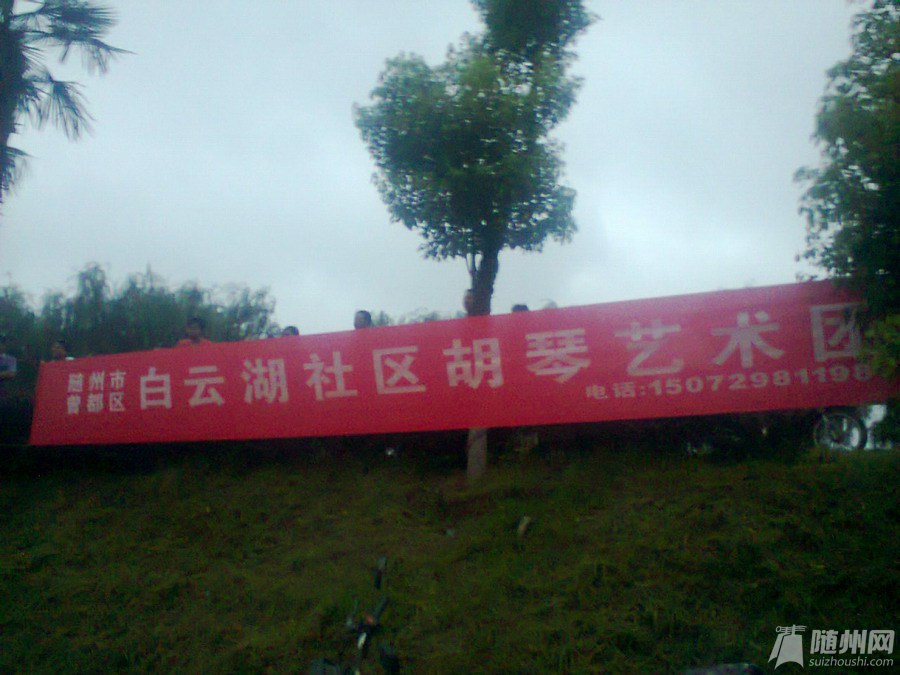 随州市
曾都区
白云湖社区胡琴艺术团
电话:15072981198
随州网
suizhoushi.com